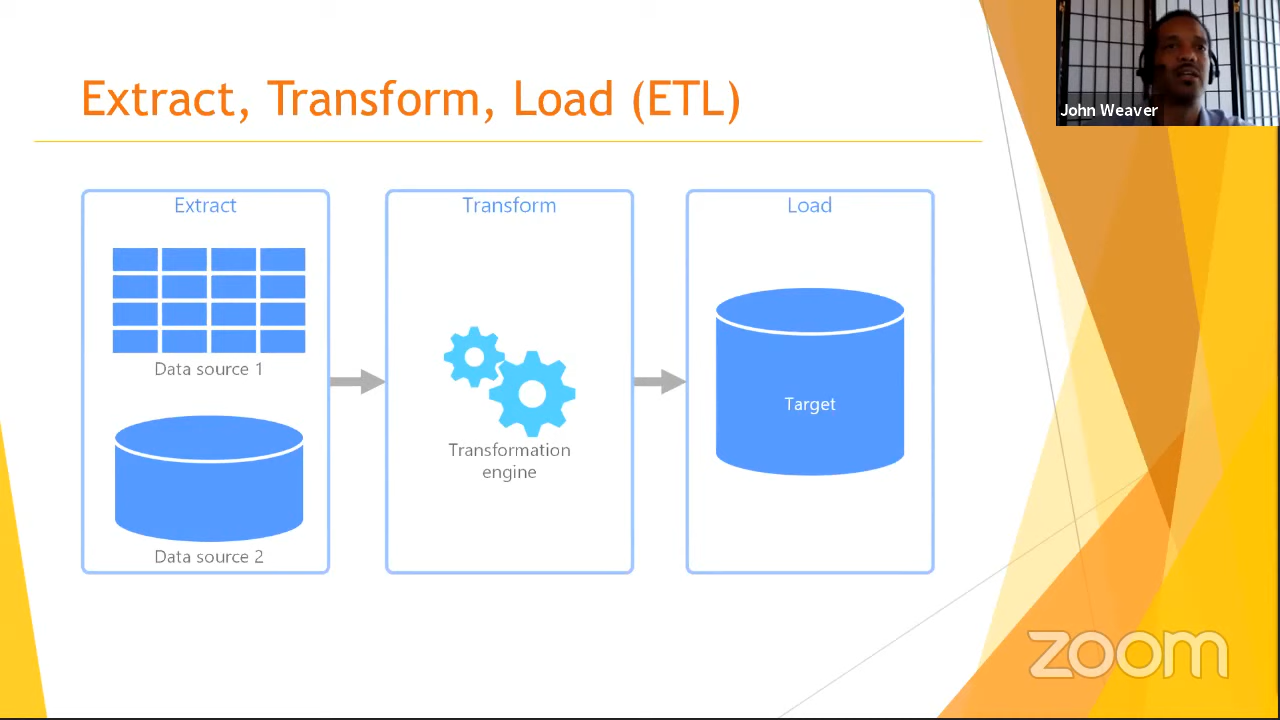 Extract, Transform, Load (ETL)
John Weaver
Extract
Data source 1
Data source 2
Transform
Transformation
engine
Load
Target
zoom